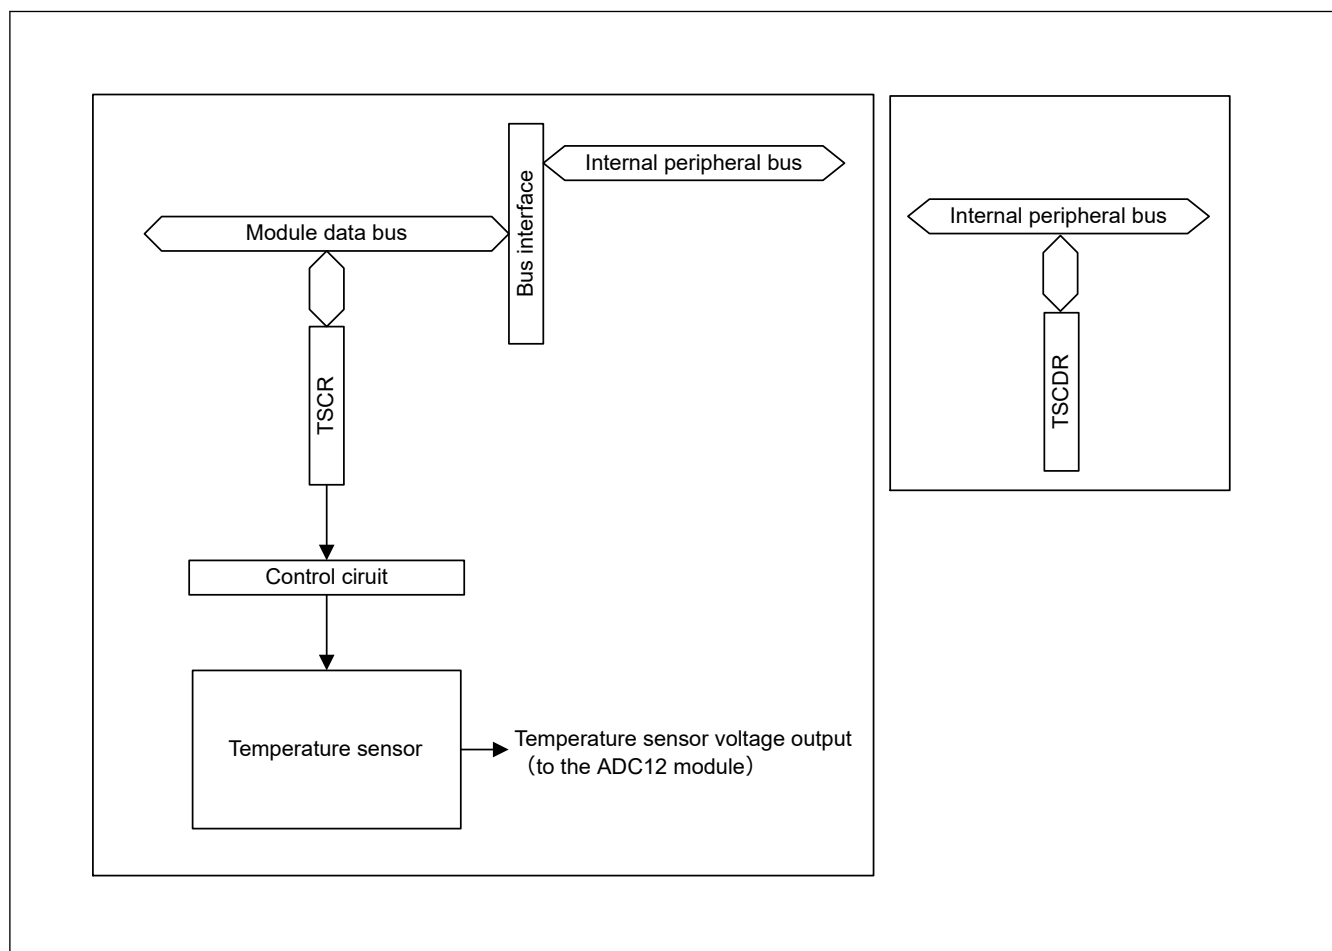 Internal peripheral bus
Module data bus
Bus interface
TSCR
Control ciruit
Temperature sensor
Temperature sensor voltage output
（to the ADC12 module）
Internal peripheral bus
TSCDR